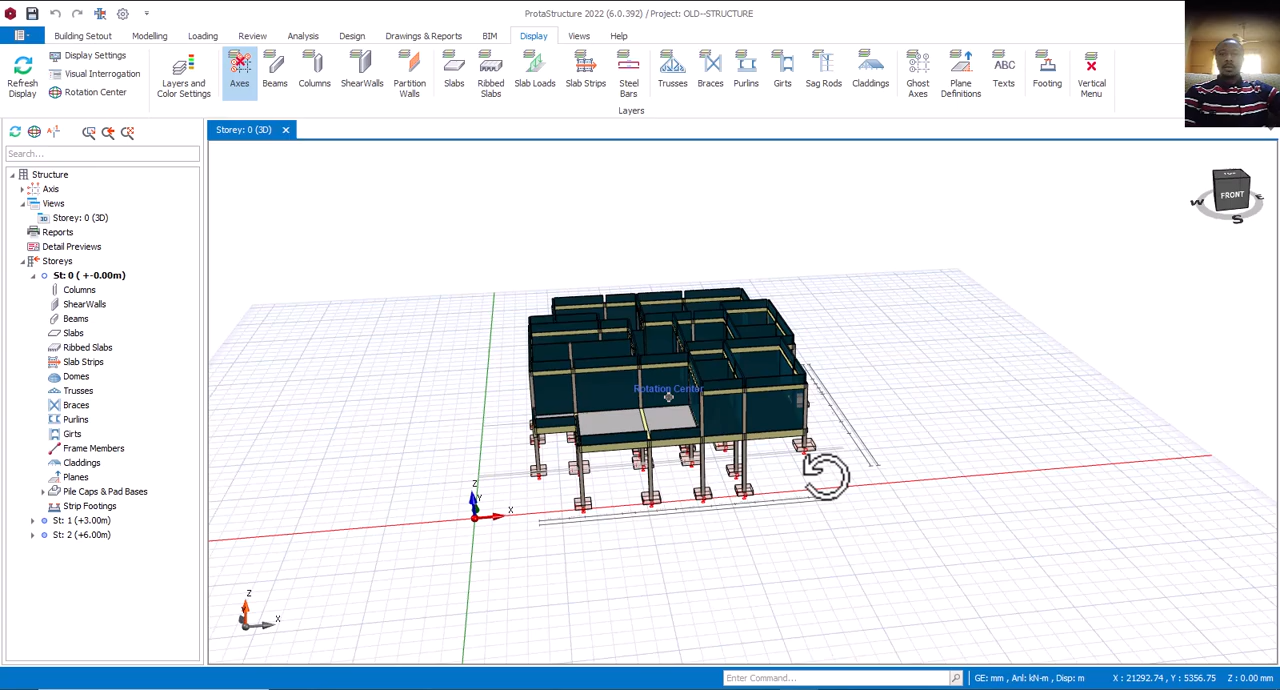 ProtaStructure 2022 (6.0.392) / Project: OLD--STRUCTURE
Building Setout Modelling Loading Review Analysis Design Drawings & Reports BIM Display Views Help
Refresh Display
Display Settings
Visual Interrogation
Rotation Center
Layers and Color Settings
Axes
Beams
Columns
ShearWalls
Partition Walls
Slabs
Ribbed Slabs
Slab Loads
Slab Strips
Steel Bars
Trusses
Braces
Purlins
Girts
Sag Rods
Claddings
Ghost Axes
Plane Definitions
ABC
Texts
Footing
Vertical Menu
Layers
Storey: 0 (3D)
Search...
Structure
Axis
Views
3D Storey: 0 (3D)
Reports
Detail Previews
Storeys
St: 0 ( +-0.00m)
Columns
ShearWalls
Beams
Slabs
Ribbed Slabs
Slab Strips
Domes
Trusses
Braces
Purlins
Girts
Frame Members
Claddings
Planes
Pile Caps & Pad Bases
Strip Footings
St: 1 (+3.00m)
St: 2 (+6.00m)
FRONT
W
S
Rotation Center
Z
Y
X
Z
X
Enter Command...
GE: mm , Anl: kN-m , Disp: m
X : 21292.74 , Y : 5356.75
Z : 0.00 mm